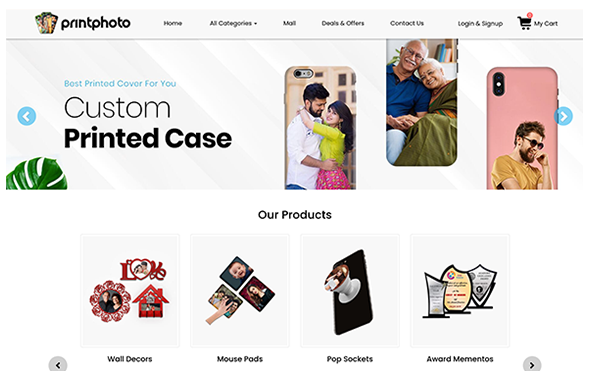 printphoto
Home
All Categories
Mall
Deals & Offers
Contact Us
Login & Signup
My Cart
Best Printed Cover For You
Custom
Printed Case
Our Products
Wall Decors
Mouse Pads
Pop Sockets
Award Mementos